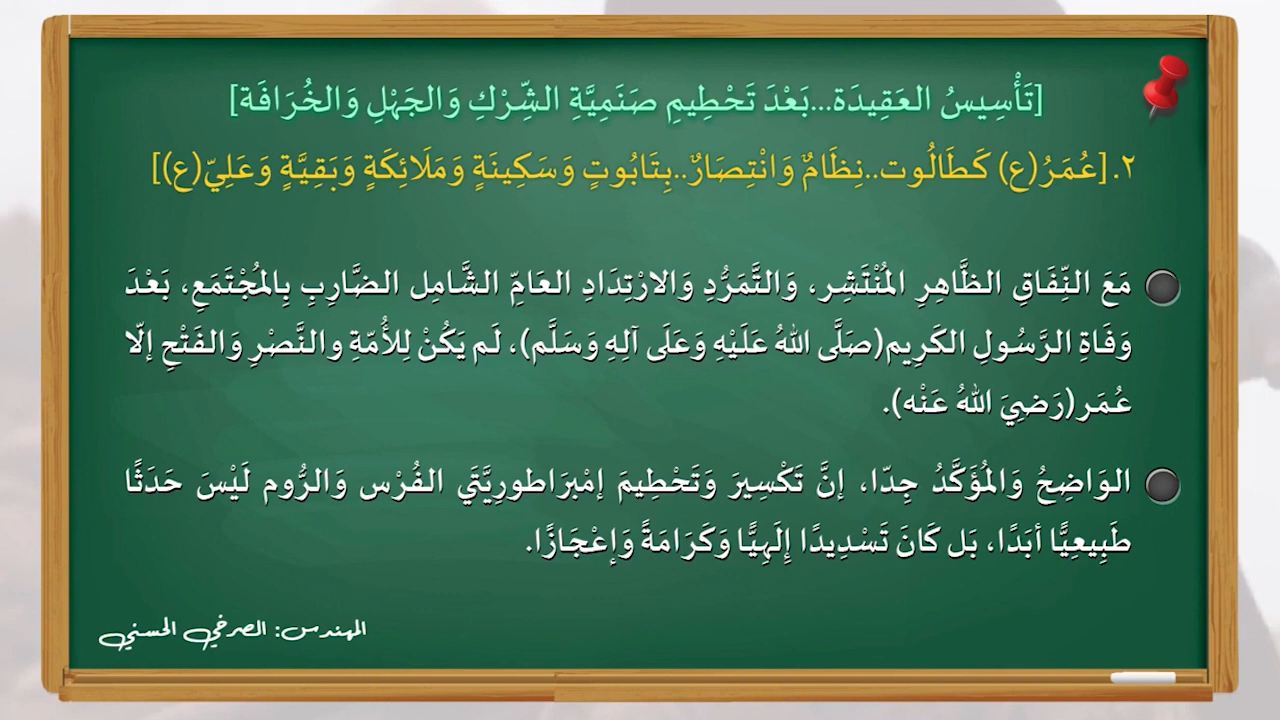 [تَأْسِيسُ العَقِيدَة...بَعْدَ تَحْطِيمِ صَنَمِيَّةِ الشِّرْكِ وَالجَهْلِ وَالخُرَافَة]
٢. [عُمَرُ(ع) كَطَالُوت..نِظَامٌ وَانْتِصَارٌ..بِتَابُوتٍ وَسَكِينَةٍ وَمَلَائِكَةٍ وَبَقِيَّةٍ وَعَلِيّ(ع)]
مَعَ النِّفَاقِ الظَّاهِرِ المُنْتَشِر، وَالتَّمَرُّدِ وَالارْتِدَادِ العَامِّ الشَّامِل الضَّارِبِ بِالمُجْتَمَعِ، بَعْدَ
وَفَاةِ الرَّسُولِ الكَرِيم(صَلَّى اللهُ عَلَيْهِ وَعَلَى آلِهِ وَسَلَّم)، لَم يَكُنْ لِلأُمّةِ والنَّصْرِ وَالفَتْحِ إلّا
عُمَر(رَضِيَ اللهُ عَنْه).
الوَاضِحُ وَالمُؤَكَّدُ جِدّا، إنَّ تَكْسِيرَ وَتَحْطِيمَ إمْبَرَاطورِيَّتَي الفُرْس وَالرُّوم لَيْسَ حَدَثًا
طَبِيعِيًّا أبَدًا، بَل كَانَ تَسْدِيدًا إِلَهِيًّا وَكَرَامَةً وَإعْجَازًا.
المهندس: الصرخي الحسني